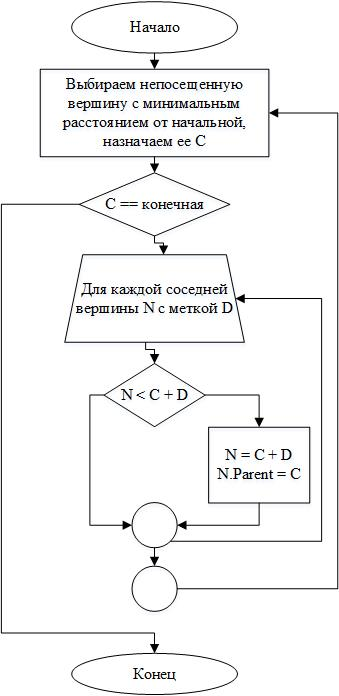 Начало
Выбираем непосещенную
вершину с минимальным
расстоянием от начальной,
назначаем ее C
C == конечная
Для каждой соседней
вершины N с меткой D
N < C + D
N = C + D
N.Parent = C
Конец